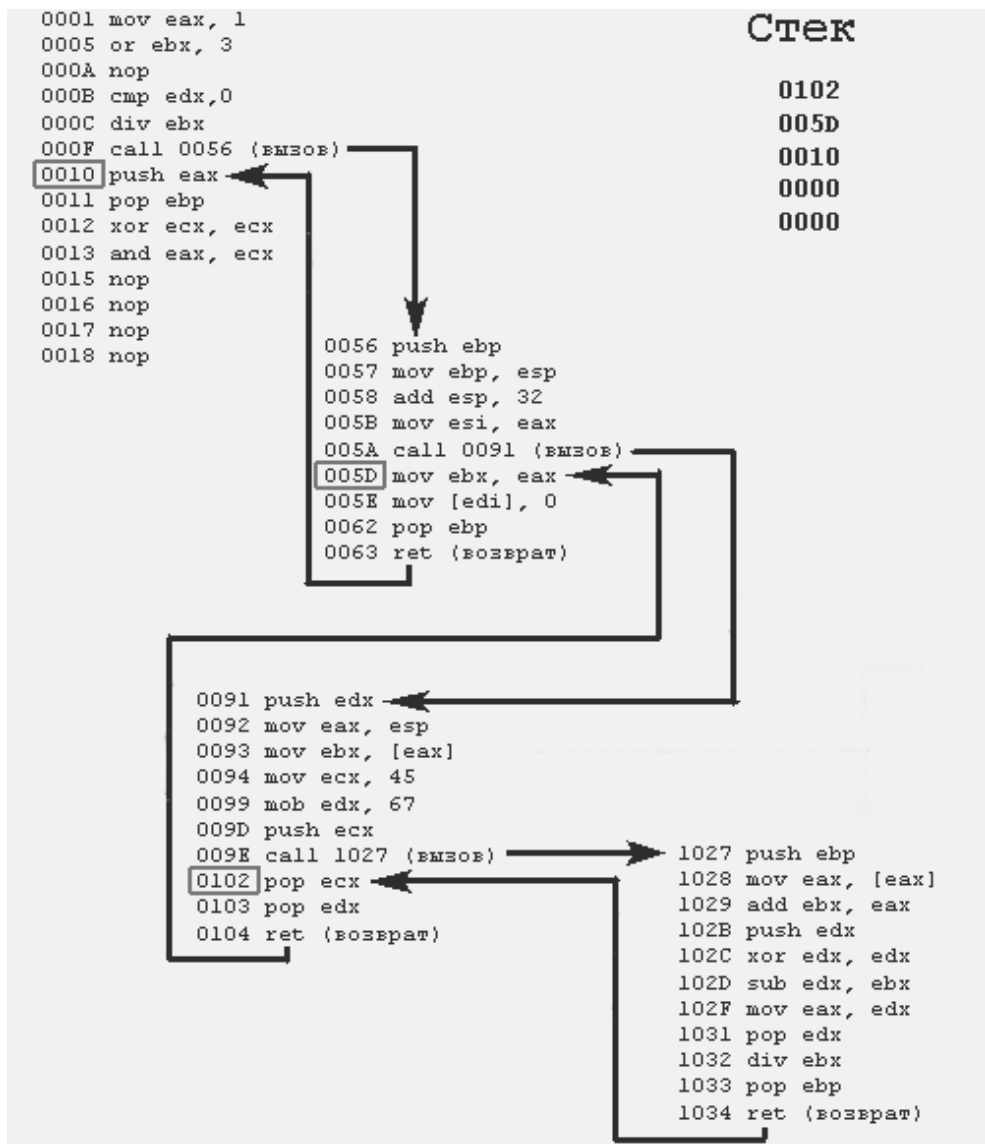 0001 mov eax, 1
0005 or ebx, 3
000A nop
000B cmp edx,0
000C div ebx
000F call 0056 (вызов)
0010 push eax
0011 pop ebp
0012 xor ecx, ecx
0013 and eax, ecx
0015 nop
0016 nop
0017 nop
0018 nop
Стек
0102
005D
0010
0000
0000
0056 push ebp
0057 mov ebp, esp
0058 add esp, 32
005B mov esi, eax
005A call 0091 (вызов)
005D mov ebx, eax
005E mov [edi], 0
0062 pop ebp
0063 ret (возврат)
0091 push edx
0092 mov eax, esp
0093 mov ebx, [eax]
0094 mov ecx, 45
0099 mob edx, 67
009D push ecx
009E call 1027 (вызов)
0102 pop ecx
0103 pop edx
0104 ret (возврат)
1027 push ebp
1028 mov eax, [eax]
1029 add ebx, eax
102B push edx
102C xor edx, edx
102D sub edx, ebx
102F mov eax, edx
1031 pop edx
1032 div ebx
1033 pop ebp
1034 ret (возврат)